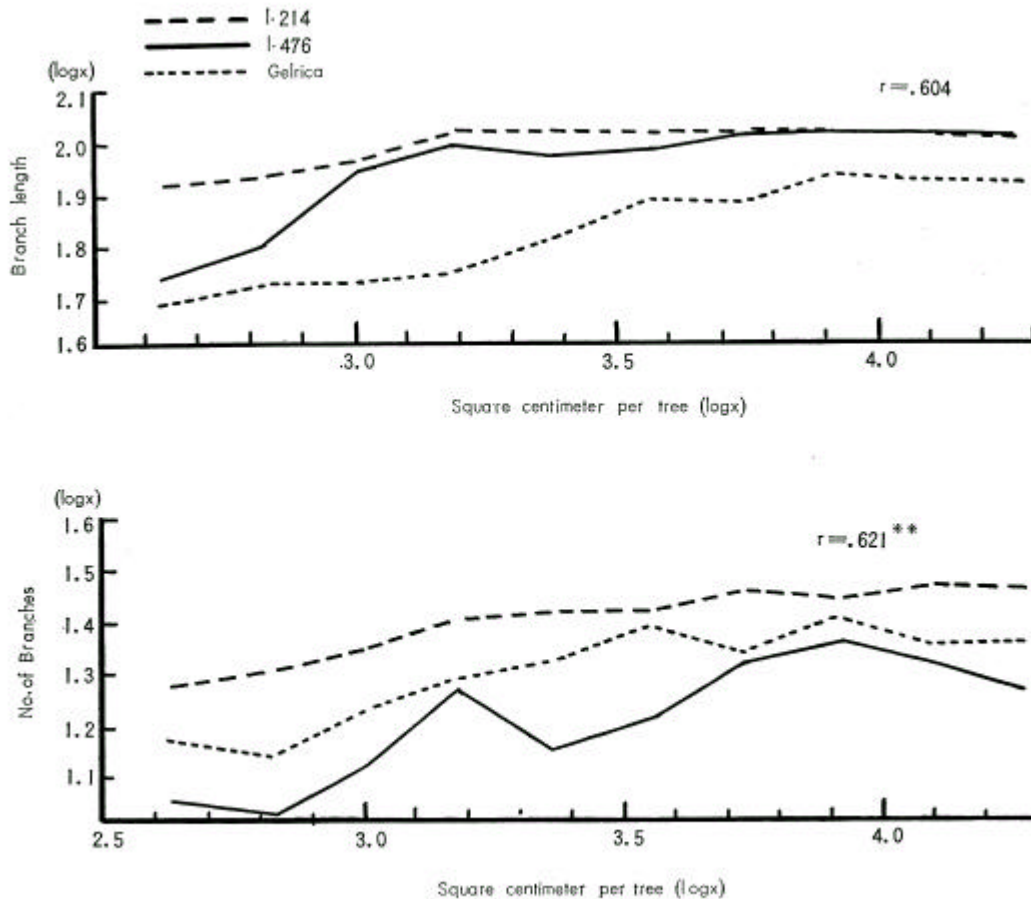 I-214
I-476
Gelrica
(logx)
r=.604
2.1
2.0
1.9
1.8
1.7
1.6
Branch length
3.0
3.5
4.0
Square centimeter per tree (logx)
(logx)
r=.621**
1.6
1.5
1.4
1.3
1.2
1.1
No. of Branches
2.5
3.0
3.5
4.0
Square centimeter per tree (logx)